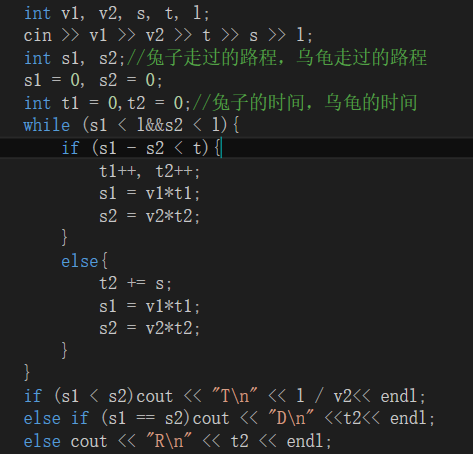 int v1, v2, s, t, l;
cin >> v1 >> v2 >> t >> s >> l;
int s1, s2;//兔子走过的路程，乌龟走过的路程
s1 = 0, s2 = 0;
int t1 = 0,t2 = 0;//兔子的时间，乌龟的时间
while (s1 < l&&s2 < l){
if (s1 - s2 < t){
t1++, t2++;
s1 = v1*t1;
s2 = v2*t2;
}
else{
t2 += s;
s1 = v1*t1;
s2 = v2*t2;
}
}
if (s1 < s2)cout << "T\n" << l / v2<< endl;
else if (s1 == s2)cout << "D\n" <<t2<< endl;
else cout << "R\n" << t2 << endl;